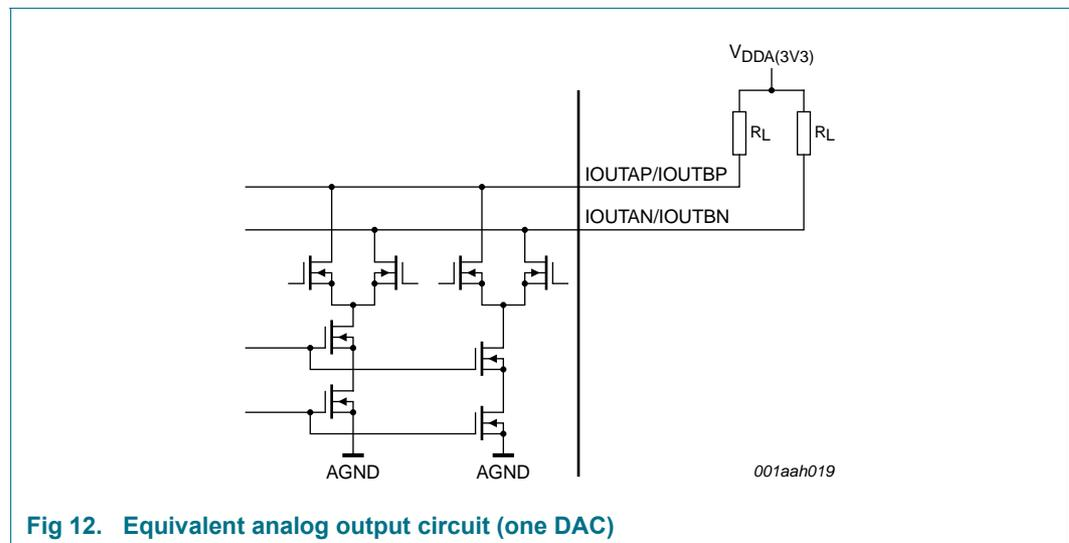 VDDA(3V3)
RL RL
IOUTAP/IOUTBP
IOUTAN/IOUTBN
AGND AGND
001aah019
Fig 12. Equivalent analog output circuit (one DAC)